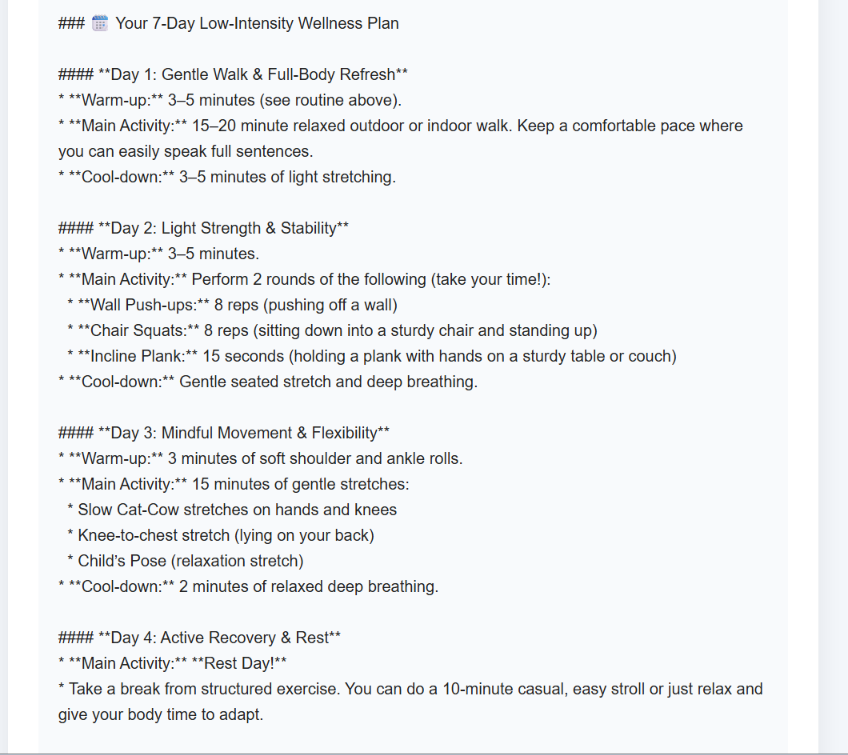 ### 🗓️ Your 7-Day Low-Intensity Wellness Plan
#### **Day 1: Gentle Walk & Full-Body Refresh**
* **Warm-up:** 3–5 minutes (see routine above).
* **Main Activity:** 15–20 minute relaxed outdoor or indoor walk. Keep a comfortable pace where
you can easily speak full sentences.
* **Cool-down:** 3–5 minutes of light stretching.
#### **Day 2: Light Strength & Stability**
* **Warm-up:** 3–5 minutes.
* **Main Activity:** Perform 2 rounds of the following (take your time!):
* **Wall Push-ups:** 8 reps (pushing off a wall)
* **Chair Squats:** 8 reps (sitting down into a sturdy chair and standing up)
* **Incline Plank:** 15 seconds (holding a plank with hands on a sturdy table or couch)
* **Cool-down:** Gentle seated stretch and deep breathing.
#### **Day 3: Mindful Movement & Flexibility**
* **Warm-up:** 3 minutes of soft shoulder and ankle rolls.
* **Main Activity:** 15 minutes of gentle stretches:
* Slow Cat-Cow stretches on hands and knees
* Knee-to-chest stretch (lying on your back)
* Child’s Pose (relaxation stretch)
* **Cool-down:** 2 minutes of relaxed deep breathing.
#### **Day 4: Active Recovery & Rest**
* **Main Activity:** **Rest Day!**
* Take a break from structured exercise. You can do a 10-minute casual, easy stroll or just relax and
give your body time to adapt.